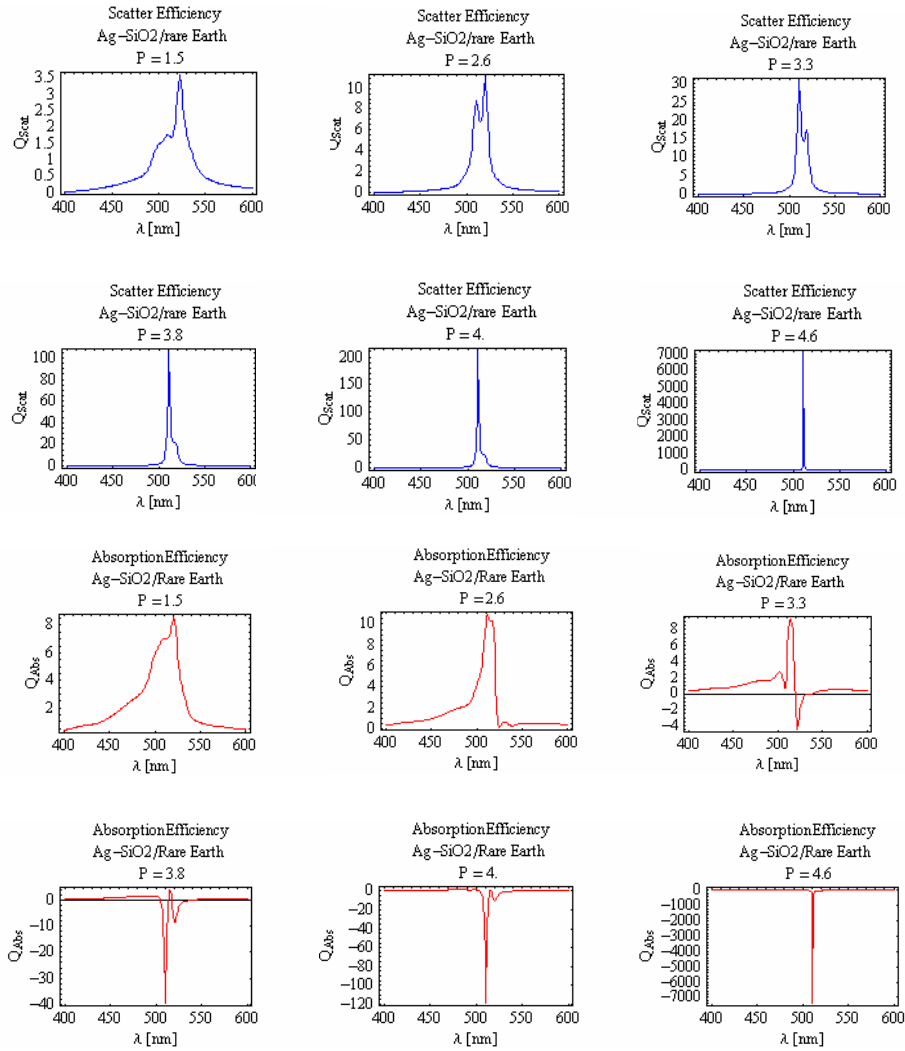 Scatter Efficiency
Ag–SiO2/rare Earth
P = 1.5
3.5
3
2.5
2
1.5
1
0.5
0
QScat
400 450 500 550 600
λ [nm]
Scatter Efficiency
Ag–SiO2/rare Earth
P = 2.6
10
8
6
4
2
0
QScat
400 450 500 550 600
λ [nm]
Scatter Efficiency
Ag–SiO2/rare Earth
P = 3.3
30
25
20
15
10
5
0
QScat
400 450 500 550 600
λ [nm]
Scatter Efficiency
Ag–SiO2/rare Earth
P = 3.8
100
80
60
40
20
0
QScat
400 450 500 550 600
λ [nm]
Scatter Efficiency
Ag–SiO2/rare Earth
P = 4.
200
150
100
50
0
QScat
400 450 500 550 600
λ [nm]
Scatter Efficiency
Ag–SiO2/rare Earth
P = 4.6
7000
6000
5000
4000
3000
2000
1000
0
QScat
400 450 500 550 600
λ [nm]
AbsorptionEfficiency
Ag–SiO2/Rare Earth
P = 1.5
8
6
4
2
QAbs
400 450 500 550 600
λ [nm]
AbsorptionEfficiency
Ag–SiO2/Rare Earth
P = 2.6
10
8
6
4
2
0
QAbs
400 450 500 550 600
λ [nm]
AbsorptionEfficiency
Ag–SiO2/Rare Earth
P = 3.3
8
6
4
2
0
−2
−4
QAbs
400 450 500 550 600
λ [nm]
AbsorptionEfficiency
Ag–SiO2/Rare Earth
P = 3.8
0
−10
−20
−30
−40
QAbs
400 450 500 550 600
λ [nm]
AbsorptionEfficiency
Ag–SiO2/Rare Earth
P = 4.
0
−20
−40
−60
−80
−100
−120
QAbs
400 450 500 550 600
λ [nm]
AbsorptionEfficiency
Ag–SiO2/Rare Earth
P = 4.6
0
−1000
−2000
−3000
−4000
−5000
−6000
−7000
QAbs
400 450 500 550 600
λ [nm]